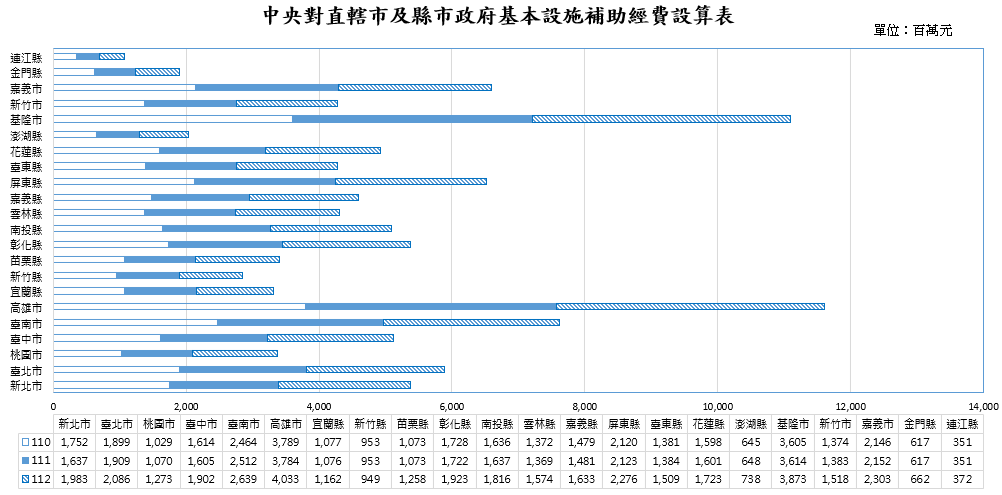 中央對直轄市及縣市政府基本設施補助經費設算表
單位：百萬元
連江縣
金門縣
嘉義市
新竹市
基隆市
澎湖縣
花蓮縣
臺東縣
屏東縣
嘉義縣
雲林縣
南投縣
彰化縣
苗栗縣
新竹縣
宜蘭縣
高雄市
臺南市
臺中市
桃園市
臺北市
新北市
0 2,000 4,000 6,000 8,000 10,000 12,000 14,000
新北市 臺北市 桃園市 臺中市 臺南市 高雄市 宜蘭縣 新竹縣 苗栗縣 彰化縣 南投縣 雲林縣 嘉義縣 屏東縣 臺東縣 花蓮縣 澎湖縣 基隆市 新竹市 嘉義市 金門縣 連江縣
110 1,752 1,899 1,029 1,614 2,464 3,789 1,077 953 1,073 1,728 1,636 1,372 1,479 2,120 1,381 1,598 645 3,605 1,374 2,146 617 351
111 1,637 1,909 1,070 1,605 2,512 3,784 1,076 953 1,073 1,722 1,637 1,369 1,481 2,123 1,384 1,601 648 3,614 1,383 2,152 617 351
112 1,983 2,086 1,273 1,902 2,639 4,033 1,162 949 1,258 1,923 1,816 1,574 1,633 2,276 1,509 1,723 738 3,873 1,518 2,303 662 372